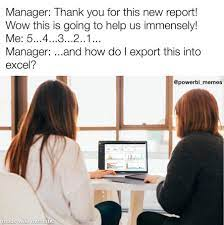 Manager: Thank you for this new report!
Wow this is going to help us immensely!
Me: 5...4...3...2..1...
Manager: ...and how do I export this into
excel?
@powerbi_memes